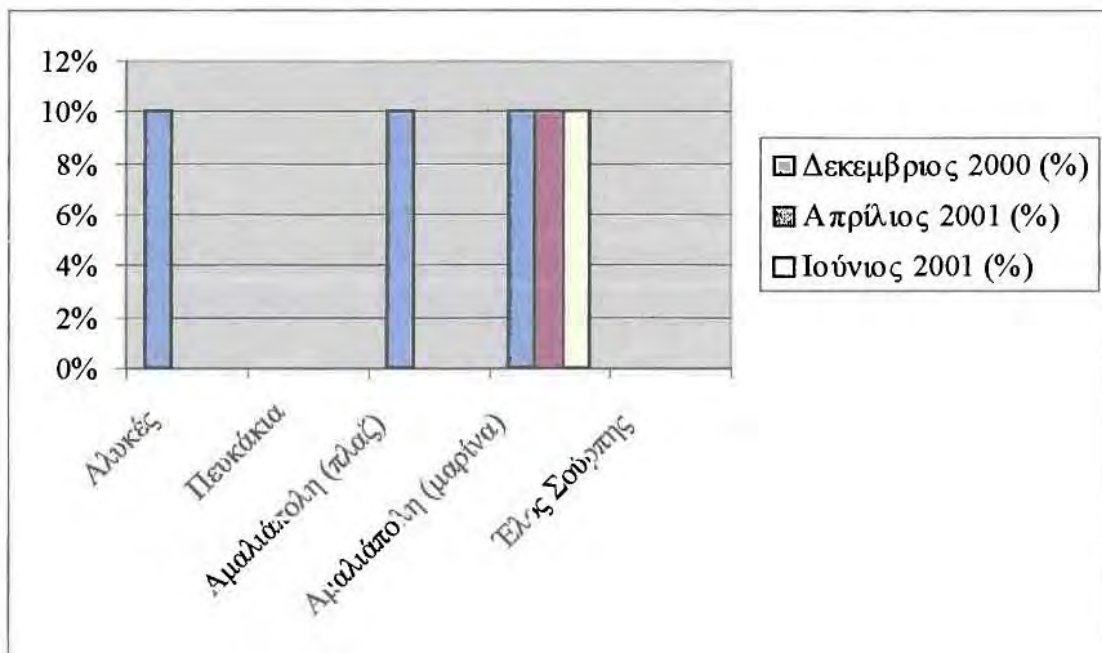 12%
10%
8%
6%
4%
2%
0%
Αλυκές
Πευκάκια
Αμαλιάπολη (πλαζ)
Αμαλιάπολη (μαρίνα)
Έλος Σούρπης
Δεκεμβριος 2000 (%)
Απρίλιος 2001 (%)
Ιούνιος 2001 (%)